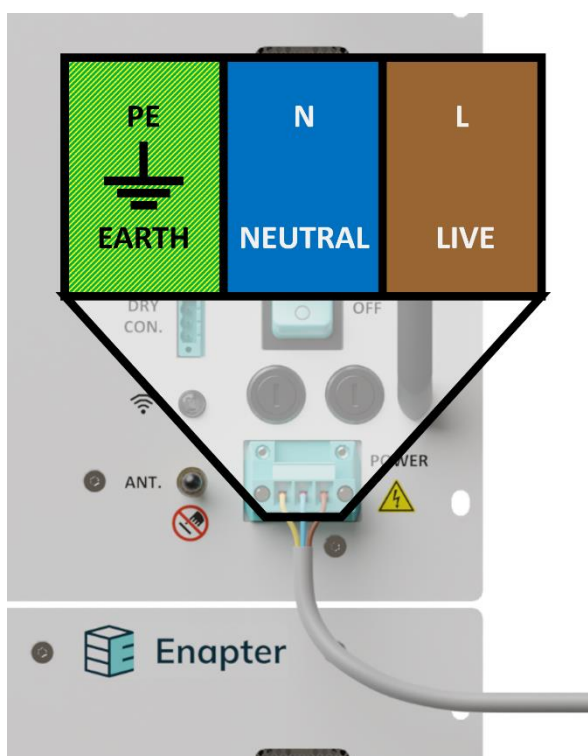 PE
N
L
EARTH
NEUTRAL
LIVE
DRY
CON.
OFF
POWER
ANT.
Enapter